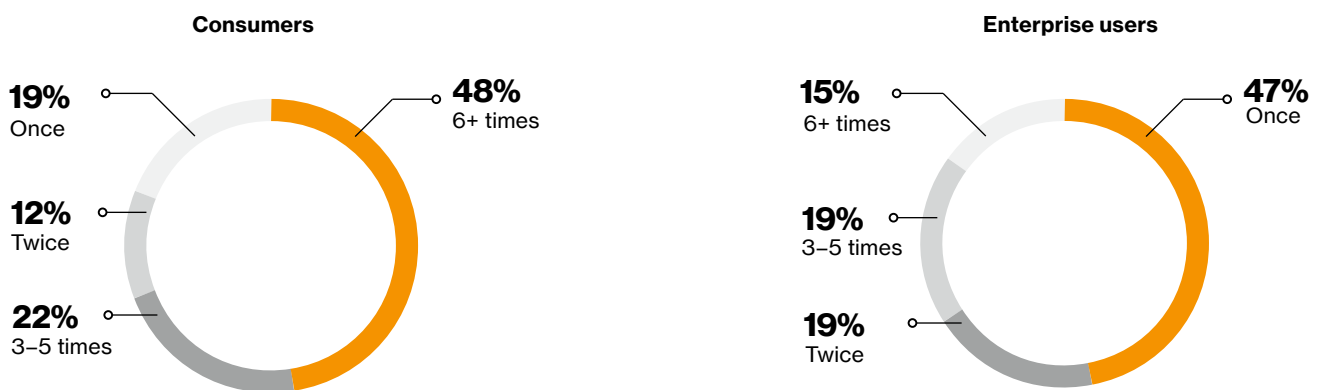 Consumers
19%
Once
48%
6+ times
12%
Twice
22%
3–5 times
Enterprise users
15%
6+ times
47%
Once
19%
3–5 times
19%
Twice